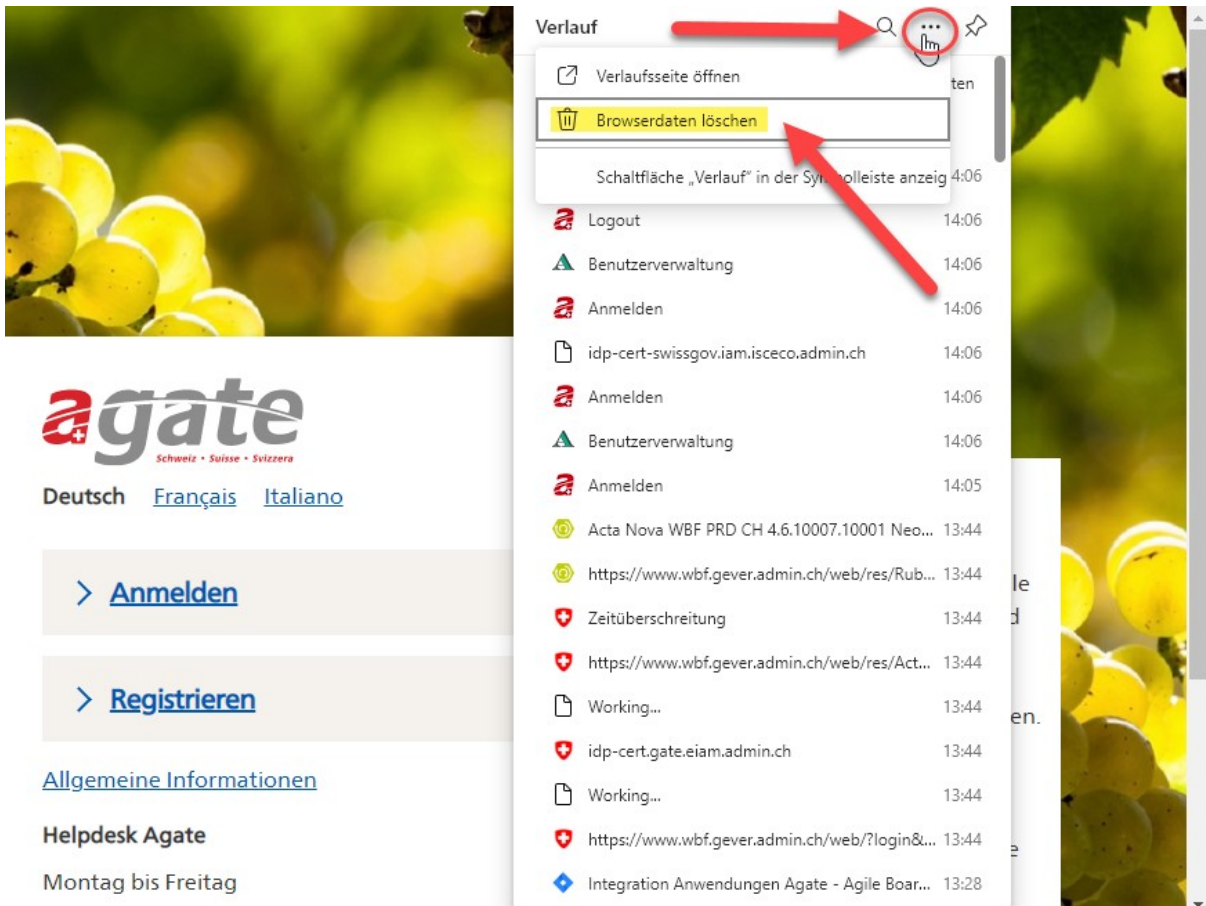 Verlauf
Verlaufsseite öffnen
ten
Browserdaten löschen
Schaltfläche „Verlauf" in der Symbolleiste anzeig
4:06
Logout 14:06
Benutzerverwaltung 14:06
Anmelden 14:06
idp-cert-swissgov.iam.isceco.admin.ch 14:06
Anmelden 14:06
Benutzerverwaltung 14:06
Anmelden 14:05
Acta Nova WBF PRD CH 4.6.10007.10001 Neo... 13:44
https://www.wbf.gever.admin.ch/web/res/Rub... 13:44
Zeitüberschreitung 13:44
https://www.wbf.gever.admin.ch/web/res/Act... 13:44
Working... 13:44
idp-cert.gate.eiam.admin.ch 13:44
Working... 13:44
https://www.wbf.gever.admin.ch/web/?login&... 13:44
Integration Anwendungen Agate - Agile Boar... 13:28
agate
Schweiz • Suisse • Svizzera
Deutsch Français Italiano
Anmelden
Registrieren
Allgemeine Informationen
Helpdesk Agate
Montag bis Freitag
le
en.